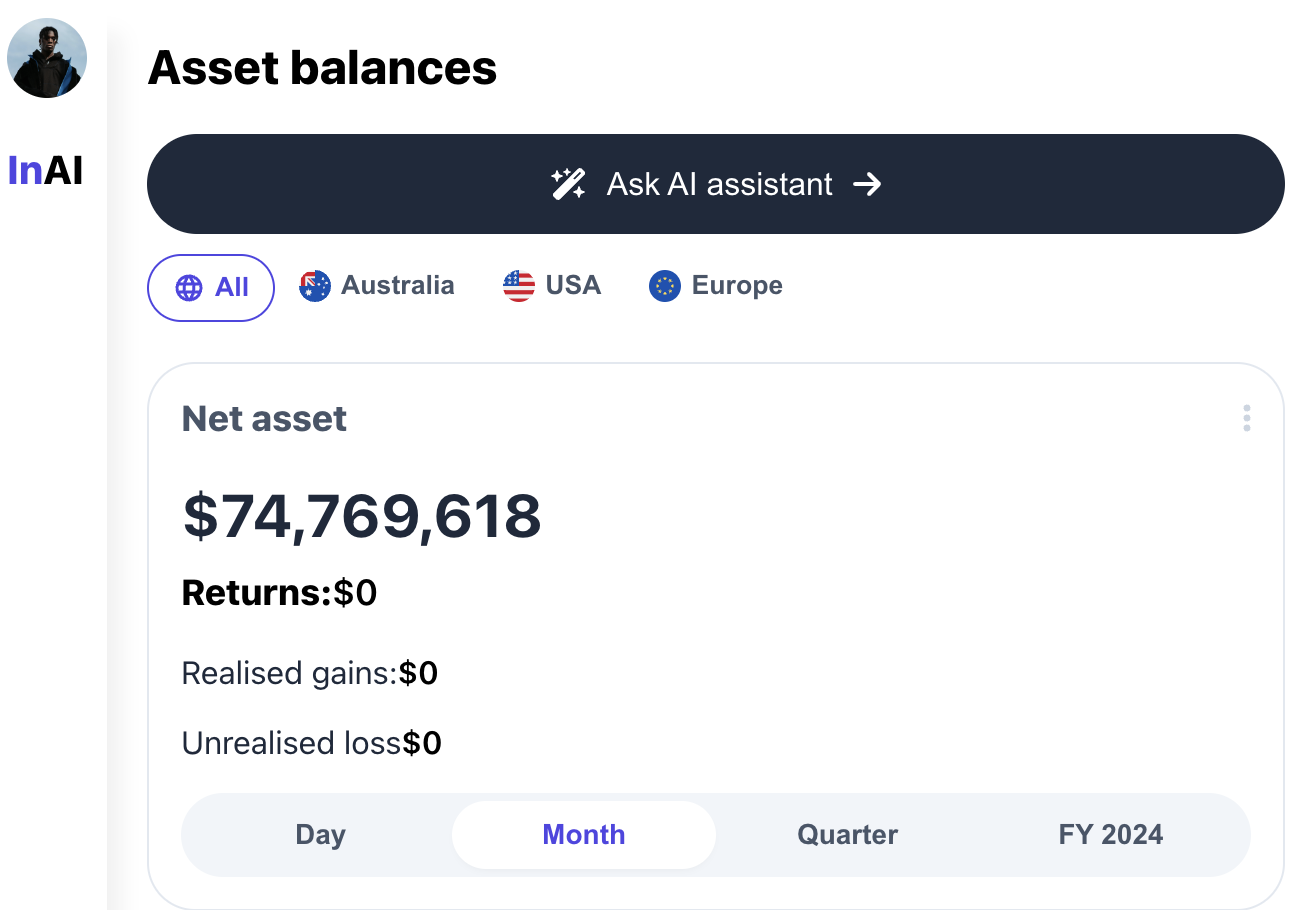 Asset balances
InAI
Ask AI assistant
All Australia USA Europe
Net asset
$74,769,618
Returns:$0
Realised gains:$0
Unrealised loss$0
Day Month Quarter FY 2024